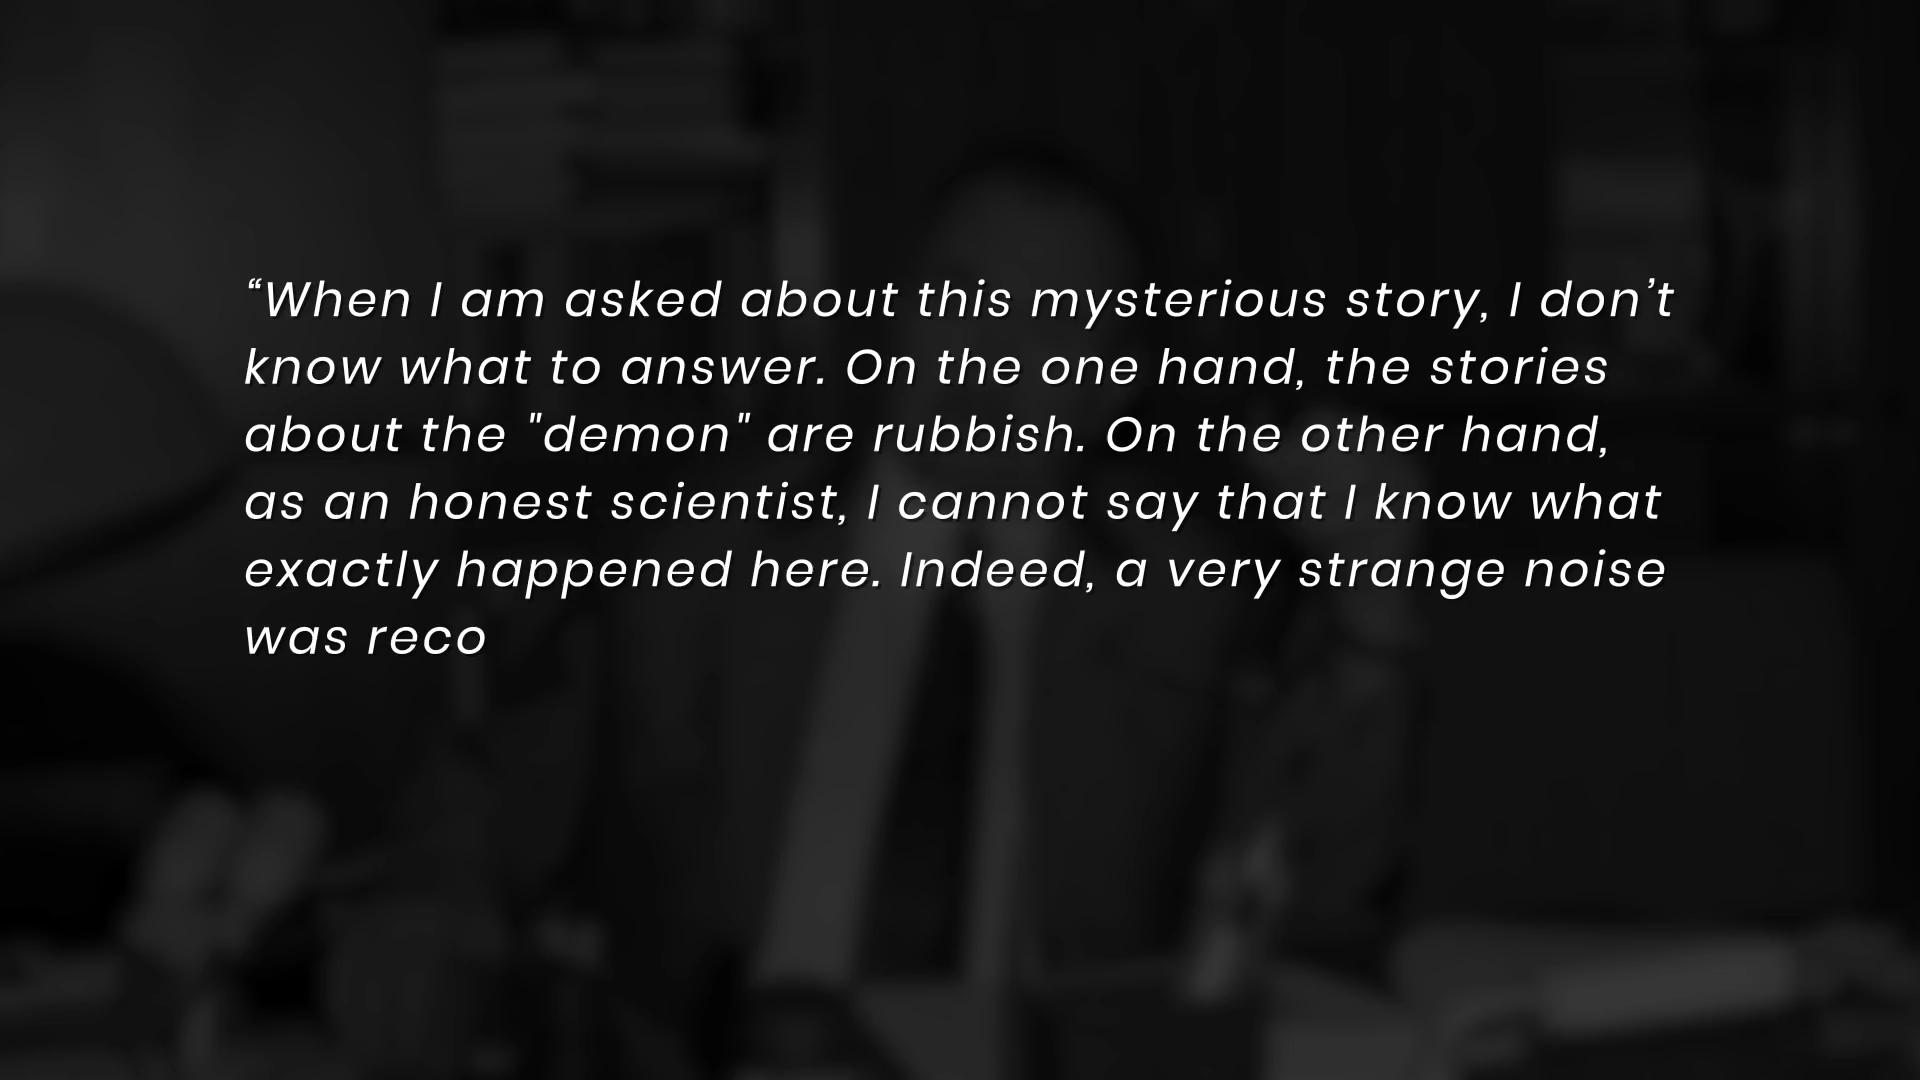 “When I am asked about this mysterious story, I don’t
know what to answer. On the one hand, the stories
about the "demon" are rubbish. On the other hand,
as an honest scientist, I cannot say that I know what
exactly happened here. Indeed, a very strange noise
was reco